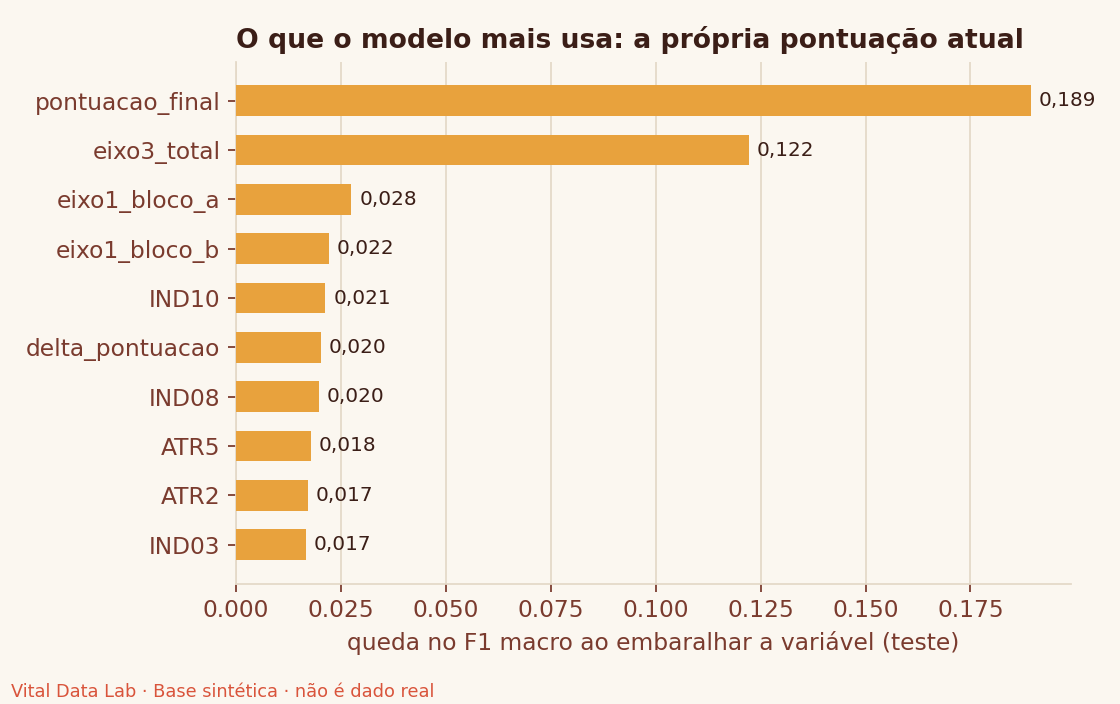 O que o modelo mais usa: a própria pontuação atual
pontuacao_final 0,189
eixo3_total 0,122
eixo1_bloco_a 0,028
eixo1_bloco_b 0,022
IND10 0,021
delta_pontuacao 0,020
IND08 0,020
ATR5 0,018
ATR2 0,017
IND03 0,017
0.000 0.025 0.050 0.075 0.100 0.125 0.150 0.175
queda no F1 macro ao embaralhar a variável (teste)
Vital Data Lab · Base sintética · não é dado real